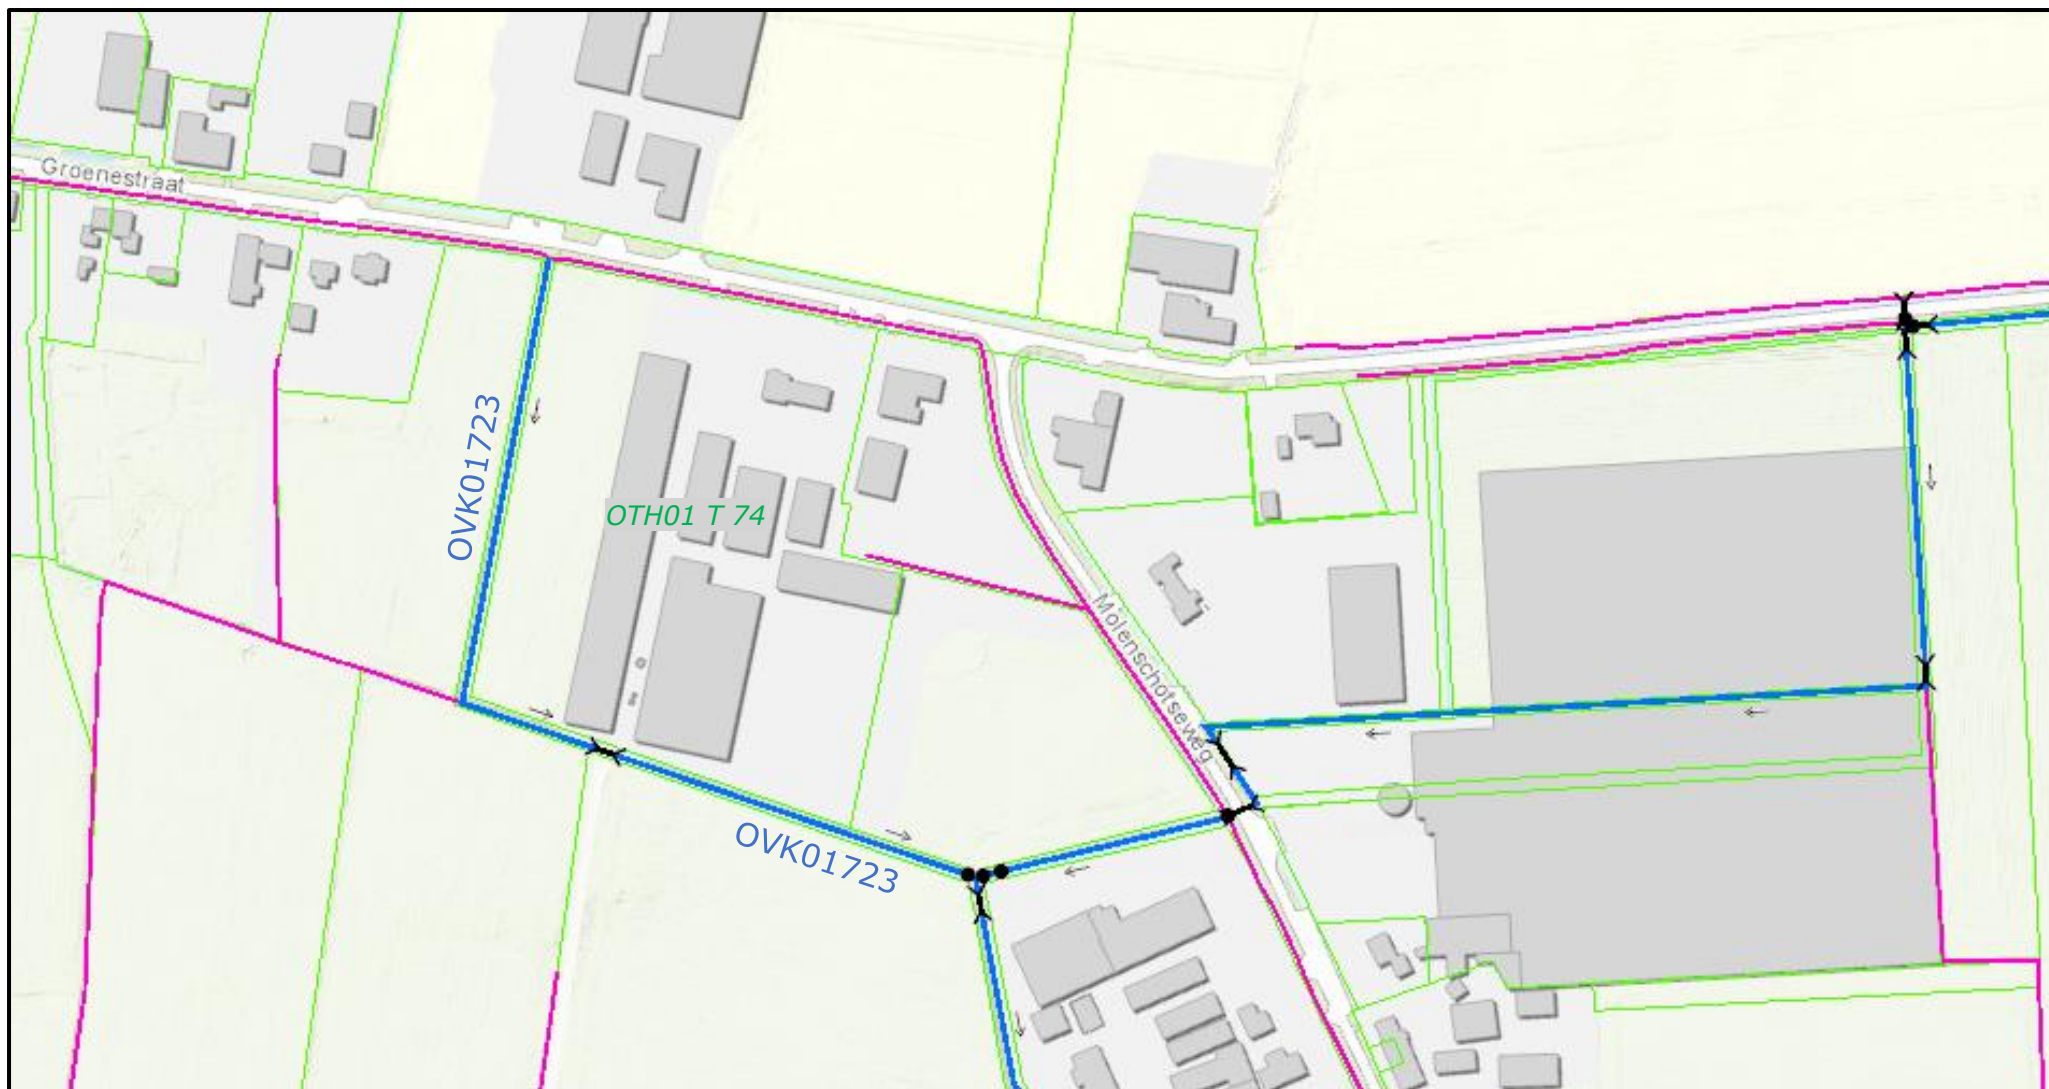 Groenestraat
OVK01723
OTH01 T 74
Molenschotseweg
OVK01723